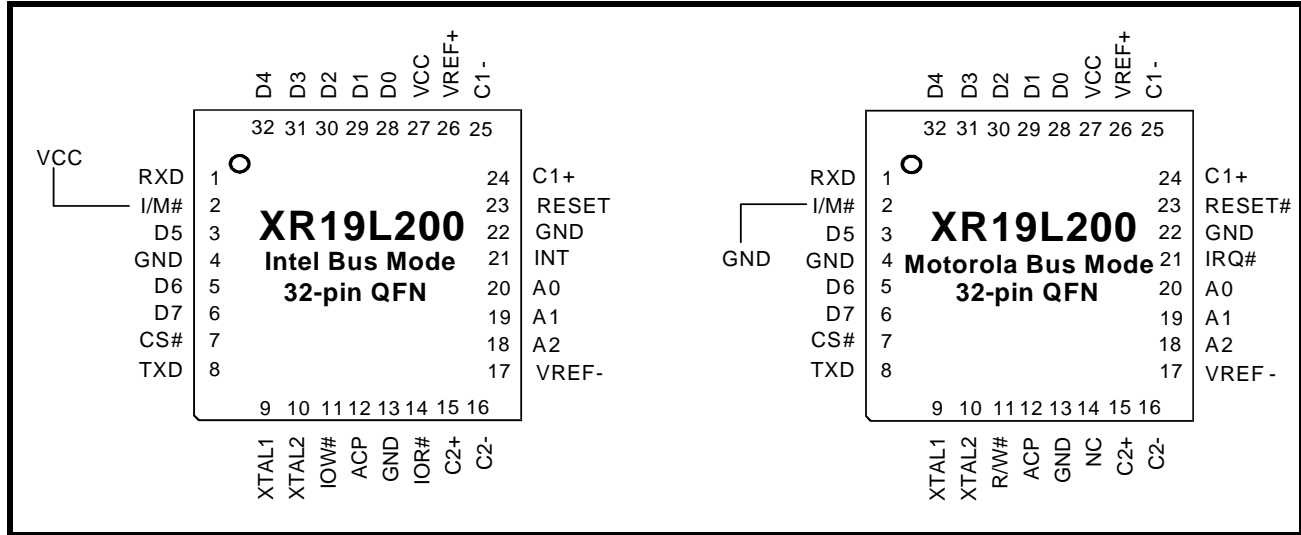 D4 D3 D2 D1 D0 VCC VREF+ C1-
32 31 30 29 28 27 26 25
VCC
RXD 1
I/M# 2
D5 3
GND 4
D6 5
D7 6
CS# 7
TXD 8
XR19L200
Intel Bus Mode
32-pin QFN
24 C1+
23 RESET
22 GND
21 INT
20 A0
19 A1
18 A2
17 VREF-
9 10 11 12 13 14 15 16
XTAL1 XTAL2 IOW# ACP GND IOR# C2+ C2-
D4 D3 D2 D1 D0 VCC VREF+ C1-
32 31 30 29 28 27 26 25
GND
RXD 1
I/M# 2
D5 3
GND 4
D6 5
D7 6
CS# 7
TXD 8
XR19L200
Motorola Bus Mode
32-pin QFN
24 C1+
23 RESET#
22 GND
21 IRQ#
20 A0
19 A1
18 A2
17 VREF-
9 10 11 12 13 14 15 16
XTAL1 XTAL2 R/W# ACP GND NC C2+ C2-